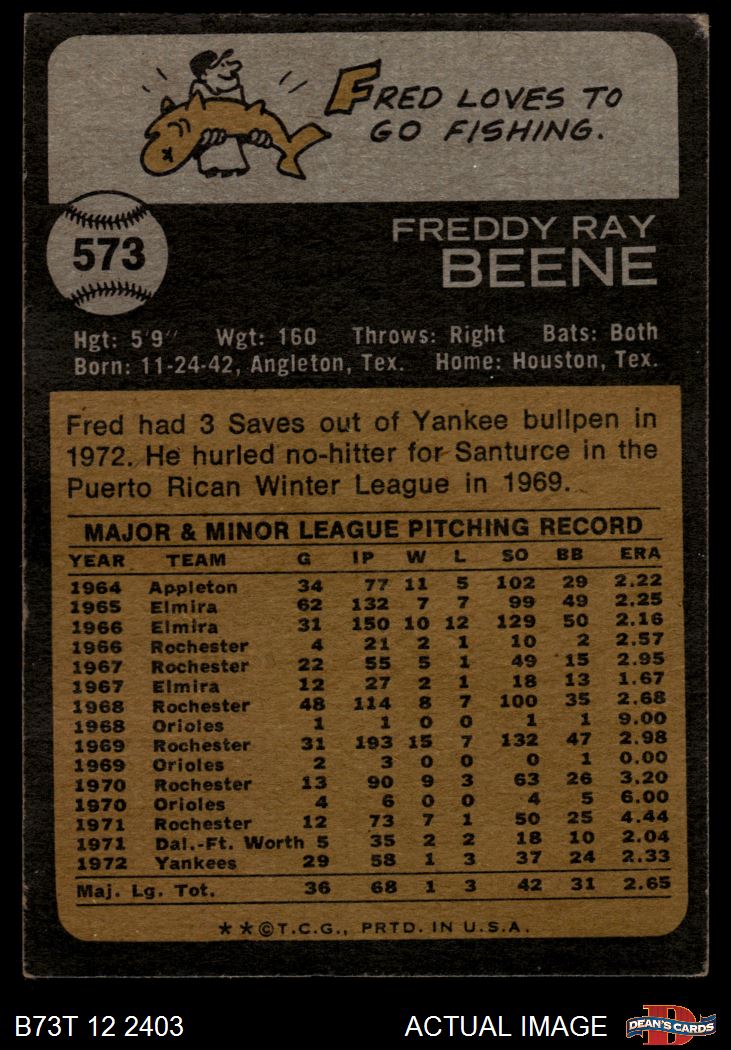 FRED LOVES TO
GO FISHING.
573
FREDDY RAY
BEENE
Hgt: 5'9" Wgt: 160 Throws: Right Bats: Both
Born: 11-24-42, Angleton, Tex. Home: Houston, Tex.
Fred had 3 Saves out of Yankee bullpen in
1972. He hurled no-hitter for Santurce in the
Puerto Rican Winter League in 1969.
MAJOR & MINOR LEAGUE PITCHING RECORD
YEAR TEAM G IP W L SO BB ERA
1964 Appleton 34 77 11 5 102 29 2.22
1965 Elmira 62 132 7 7 99 49 2.25
1966 Elmira 31 150 10 12 129 50 2.16
1966 Rochester 4 21 2 1 10 2 2.57
1967 Rochester 22 55 5 1 49 15 2.95
1967 Elmira 12 27 2 1 18 13 1.67
1968 Rochester 48 114 8 7 100 35 2.68
1968 Orioles 1 1 0 0 1 1 9.00
1969 Rochester 31 193 15 7 132 47 2.98
1969 Orioles 2 3 0 0 0 1 0.00
1970 Rochester 13 90 9 3 63 26 3.20
1970 Orioles 4 6 0 0 4 5 6.00
1971 Rochester 12 73 7 1 50 25 4.44
1971 Dal.-Ft. Worth 5 35 2 2 18 10 2.04
1972 Yankees 29 58 1 3 37 24 2.33
Maj. Lg. Tot. 36 68 1 3 42 31 2.65
**©T.C.G., PRTD. IN U.S.A.
B73T 12 2403 ACTUAL IMAGE D DEAN'S CARDS